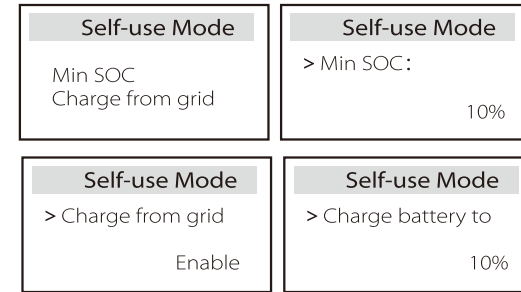 Self-use Mode
Min SOC
Charge from grid
Self-use Mode
> Min SOC:
10%
Self-use Mode
> Charge from grid
Enable
Self-use Mode
> Charge battery to
10%